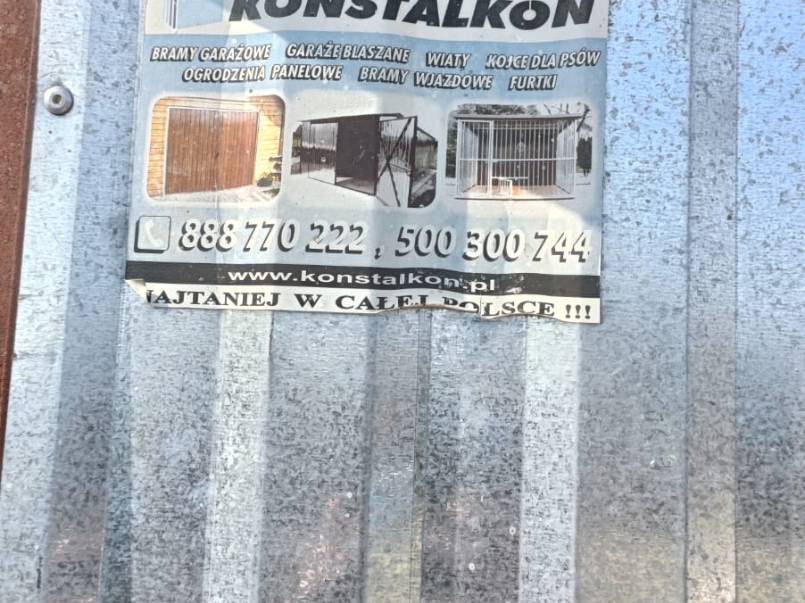 KONSTALKON
BRAMY GARAŻOWE GARAŻE BLASZANE WIATY KOJCE DLA PSÓW
OGRODZENIA PANELOWE BRAMY WJAZDOWE FURTKI
888 770 222, 500 300 744
www.konstalkon.pl
NAJTANIEJ W CAŁEJ POLSCE !!!